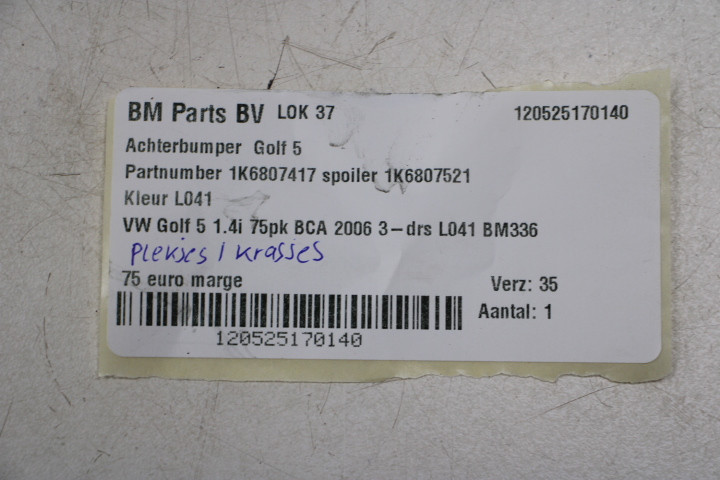 BM Parts BV LOK 37 120525170140
Achterbumper Golf 5
Partnumber 1K6807417 spoiler 1K6807521
Kleur L041
VW Golf 5 1.4i 75pk BCA 2006 3-drs L041 BM336
Plekjes / krasjes
75 euro marge Verz: 35
Aantal: 1
120525170140